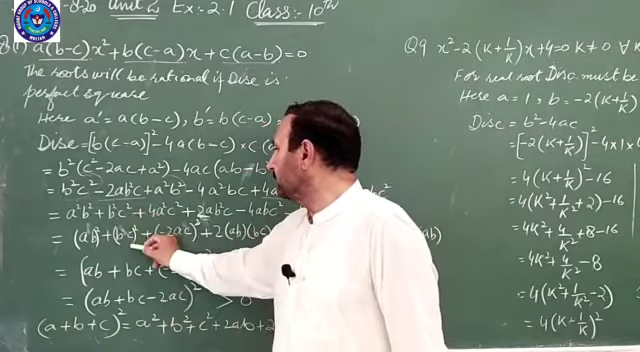 8.20 Unit 2 Ex:- 2.1 Class:- 10th
a(b-c)x²+b(c-a)x+c(a-b)=0
The roots will be rational if Disc is
perfect square
Here a'=a(b-c), b'=b(c-a)
Disc=[b(c-a)]²-4a(b-c)×c(a
=b²(c²-2ac+a²)-4ac(ab-
=b²c²-2ab²c+a²b²-4a²bc+4a
=a²b²+b²c²+4a²c²+2ab²c-4abc²-
=(ab)²+(bc)²+(-2ac)²+2(ab)(bc) ab)
=(ab+bc+(-
=(ab+bc-2ac)²>0
(a+b+c)²=a²+b²+c²+2ab+2
Q9 x²-2(K+1/K)x+4=0 K≠0 ∀ K
For real root Disc. must be
Here a=1, b=-2(K+1/K)
Disc=b²-4ac
=[-2(K+1/K)]²-4×1×
=4(K+1/K)²-16
=4(K²+1/K²+2)-16
=4K²+4/K²+8-16
=4K²+4/K²-8
=4(K²+1/K²-2)
=4(K-1/K)²